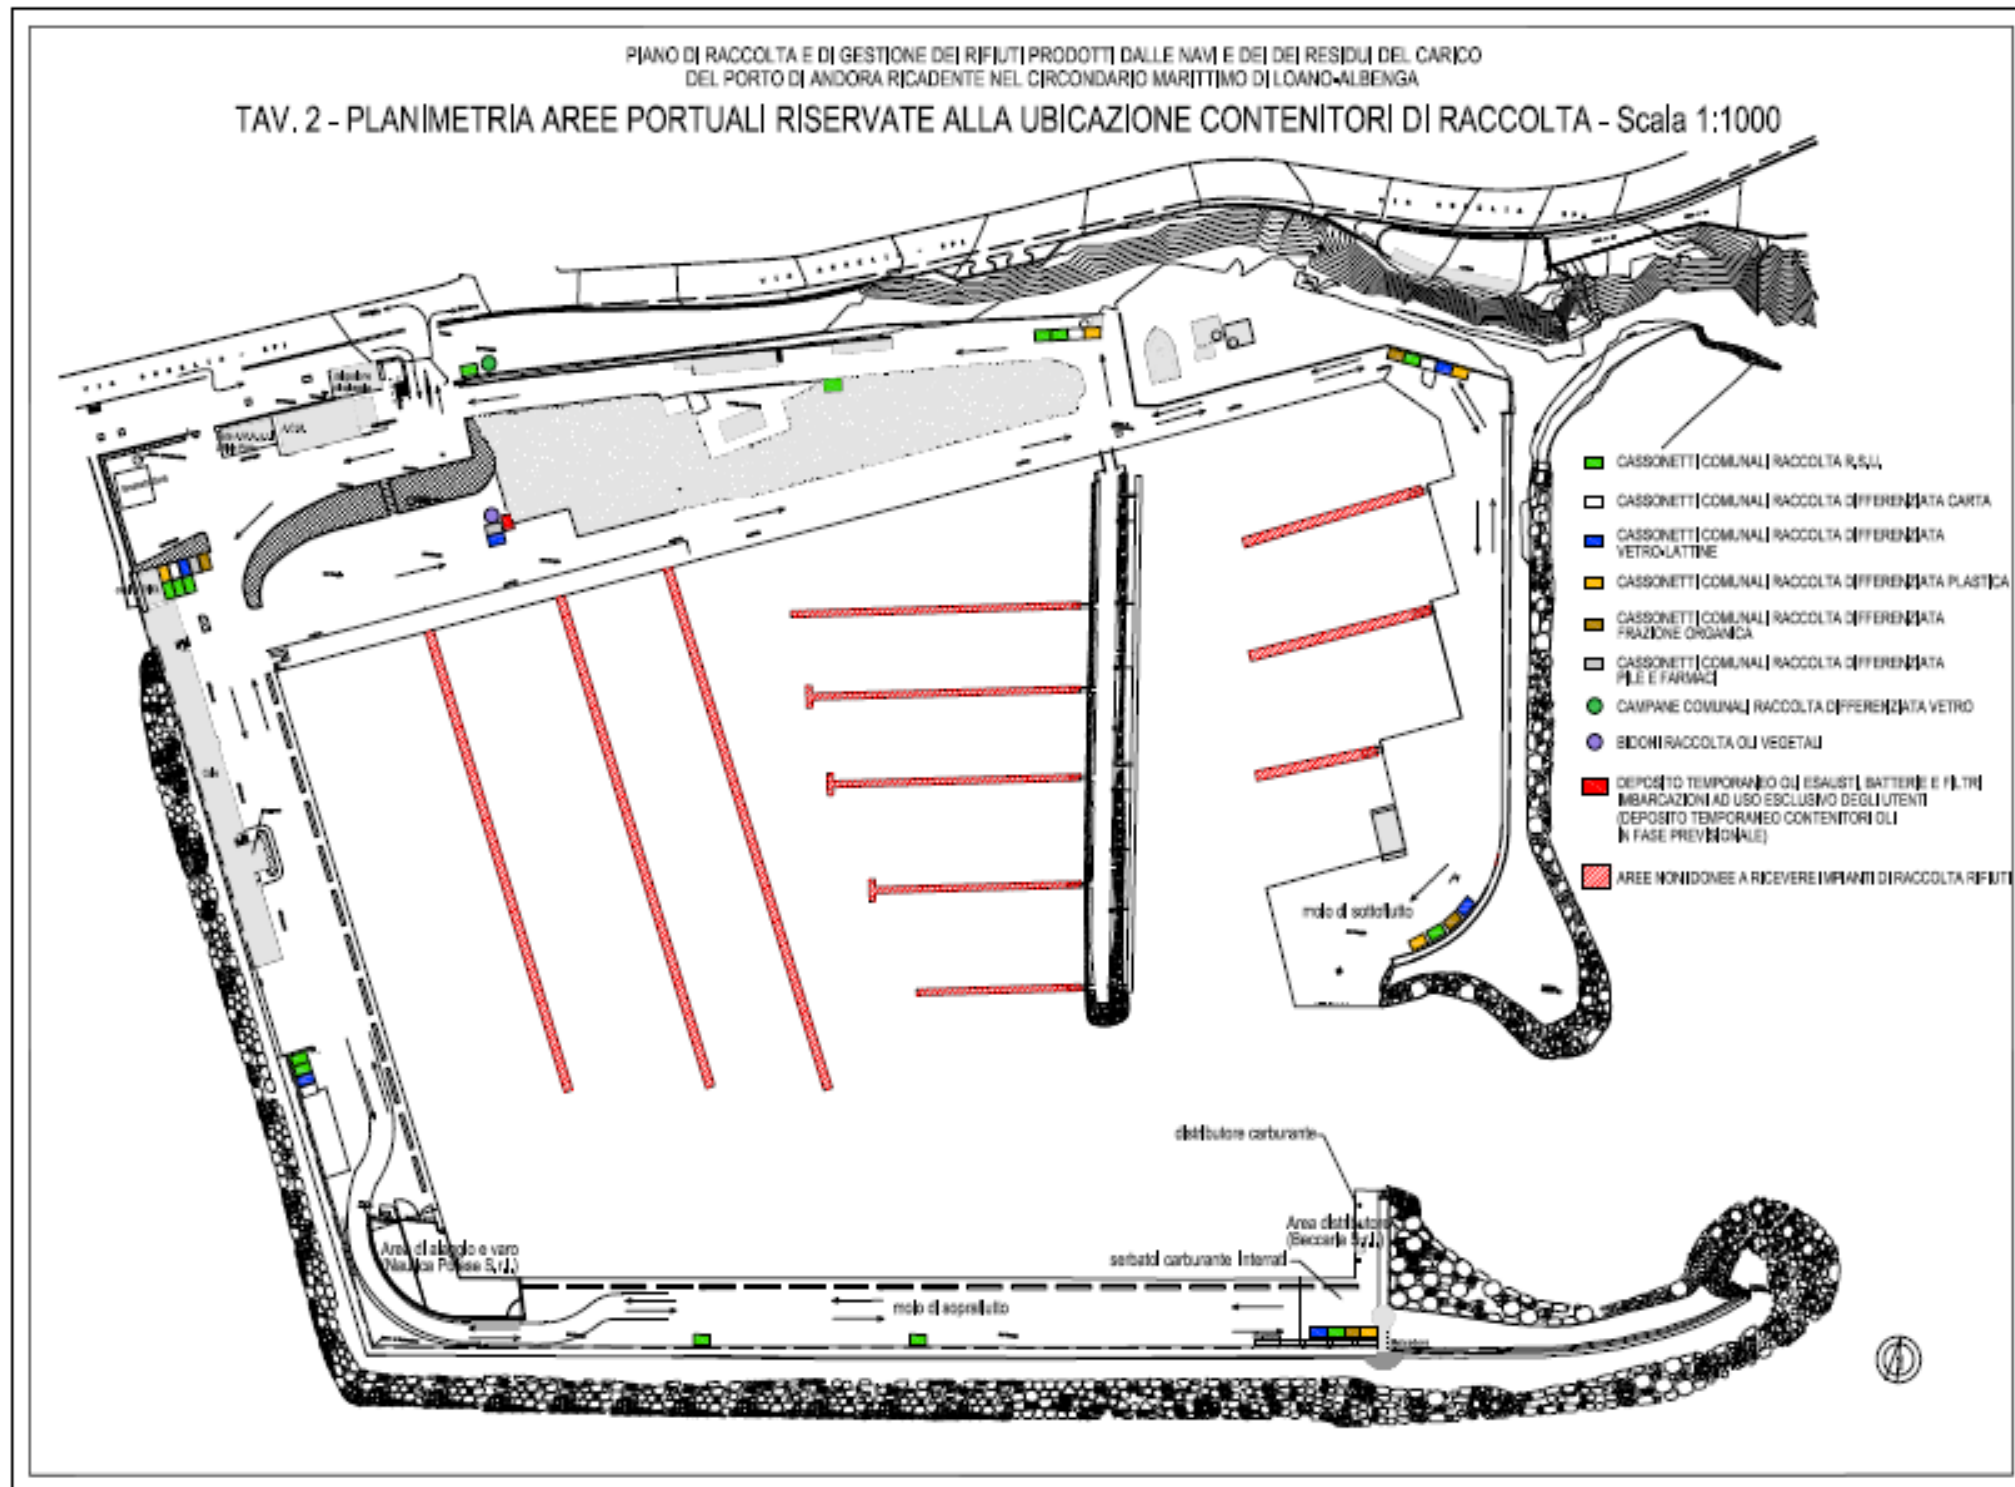 PIANO DI RACCOLTA E DI GESTIONE DEI RIFIUTI PRODOTTI DALLE NAVI E DEI DEI RESIDUI DEL CARICO
DEL PORTO DI ANDORA RICADENTE NEL CIRCONDARIO MARITTIMO DI LOANO-ALBENGA
TAV. 2 - PLANIMETRIA AREE PORTUALI RISERVATE ALLA UBICAZIONE CONTENITORI DI RACCOLTA - Scala 1:1000
CASSONETTI COMUNALI RACCOLTA R.S.U.
CASSONETTI COMUNALI RACCOLTA DIFFERENZIATA CARTA
CASSONETTI COMUNALI RACCOLTA DIFFERENZIATA
VETRO-LATTINE
CASSONETTI COMUNALI RACCOLTA DIFFERENZIATA PLASTICA
CASSONETTI COMUNALI RACCOLTA DIFFERENZIATA
FRAZIONE ORGANICA
CASSONETTI COMUNALI RACCOLTA DIFFERENZIATA
PILE E FARMACI
CAMPANE COMUNALI RACCOLTA DIFFERENZIATA VETRO
BIDONI RACCOLTA OLI VEGETALI
DEPOSITO TEMPORANEO OLI ESAUSTI, BATTERIE E FILTRI
IMBARCAZIONI AD USO ESCLUSIVO DEGLI UTENTI
(DEPOSITO TEMPORANEO CONTENITORI OLI
IN FASE PREVISIONALE)
AREE NON IDONEE A RICEVERE IMPIANTI DI RACCOLTA RIFIUTI
molo di sottoflutto
distributore carburante
Area distributore
(Beccaria S.r.l.)
serbatoi carburante interrati
Area di alaggio e varo
(Nautica Polese S.r.l.)
molo di sopraflutto